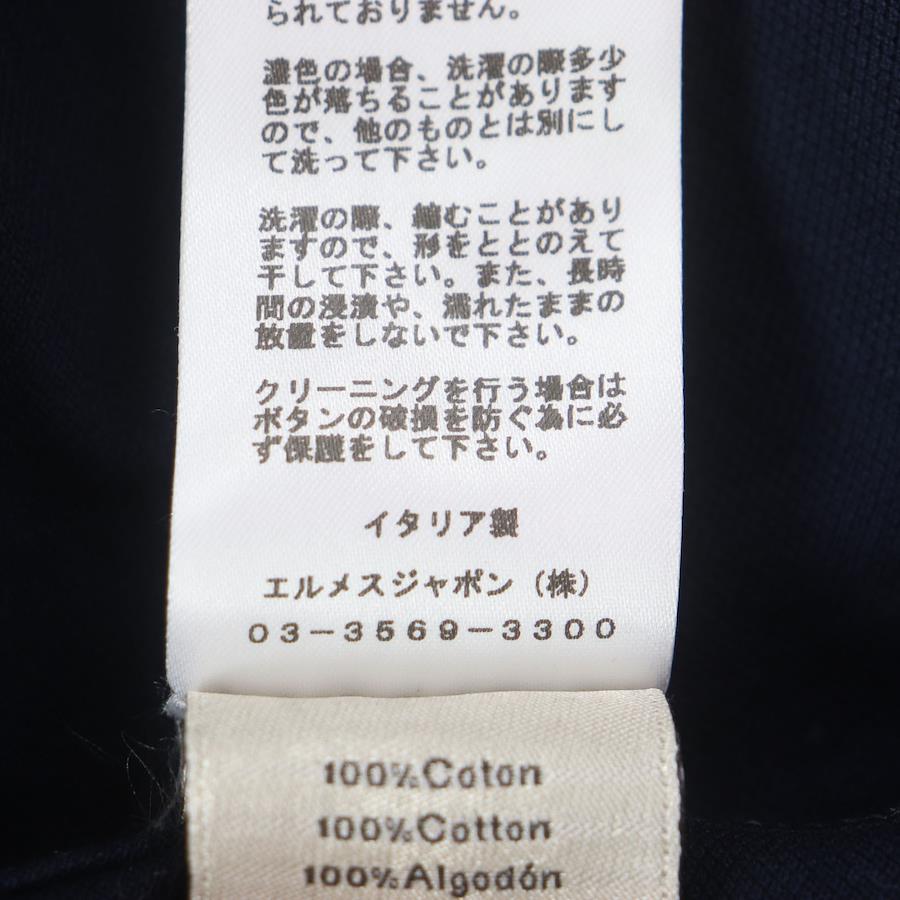 られておりません。
濃色の場合、洗濯の際多少
色が落ちることがあります
ので、他のものとは別にし
て洗って下さい。
洗濯の際、縮むことがあり
ますので、形をととのえて
干して下さい。また、長時
間の浸漬や、濡れたままの
放置をしないで下さい。
クリーニングを行う場合は
ボタンの破損を防ぐ為に必
ず保護をして下さい。
イタリア製
エルメスジャポン（株）
03-3569-3300
100%Coton
100%Cotton
100%Algodón